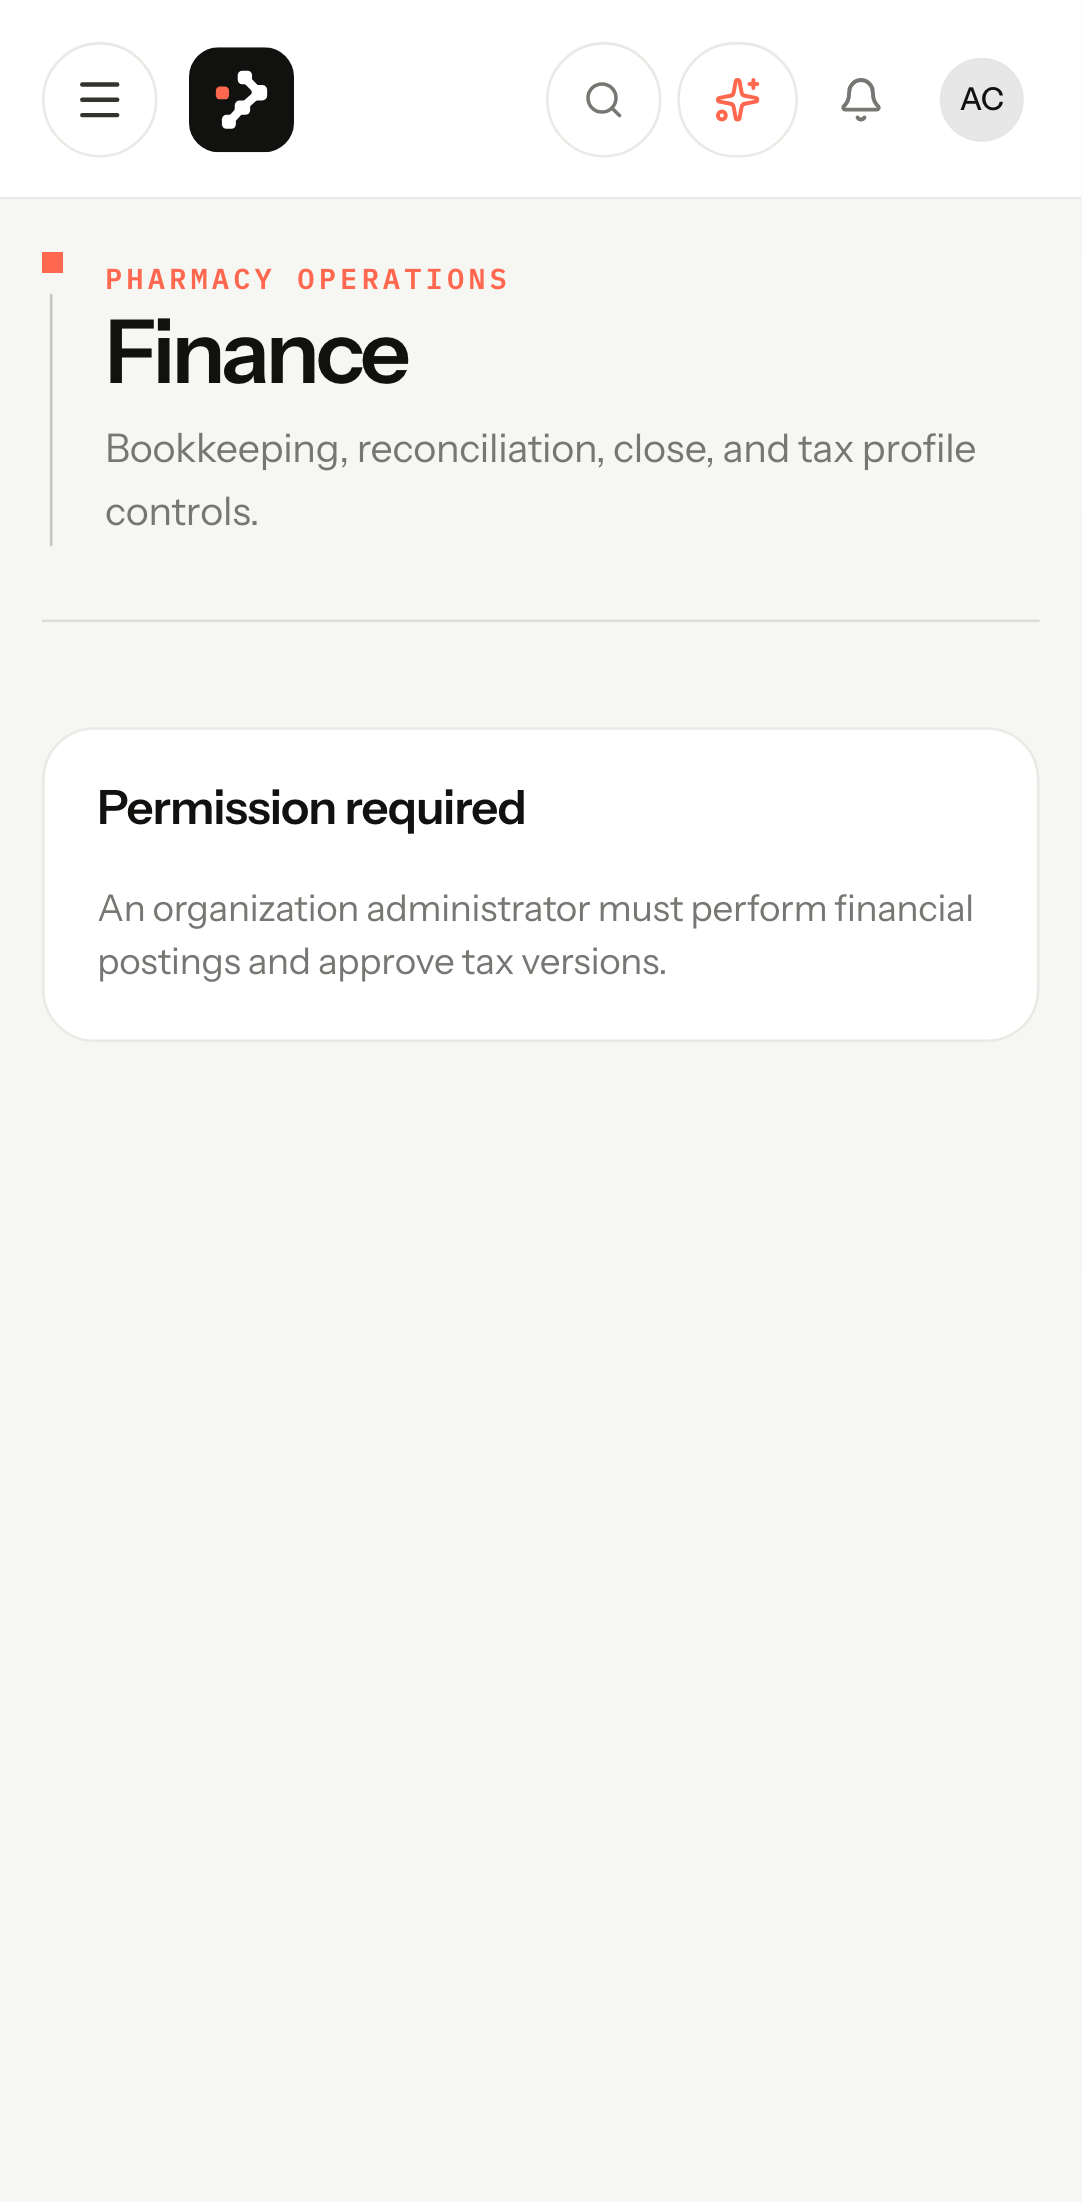 AC
PHARMACY OPERATIONS
Finance
Bookkeeping, reconciliation, close, and tax profile
controls.
Permission required
An organization administrator must perform financial
postings and approve tax versions.